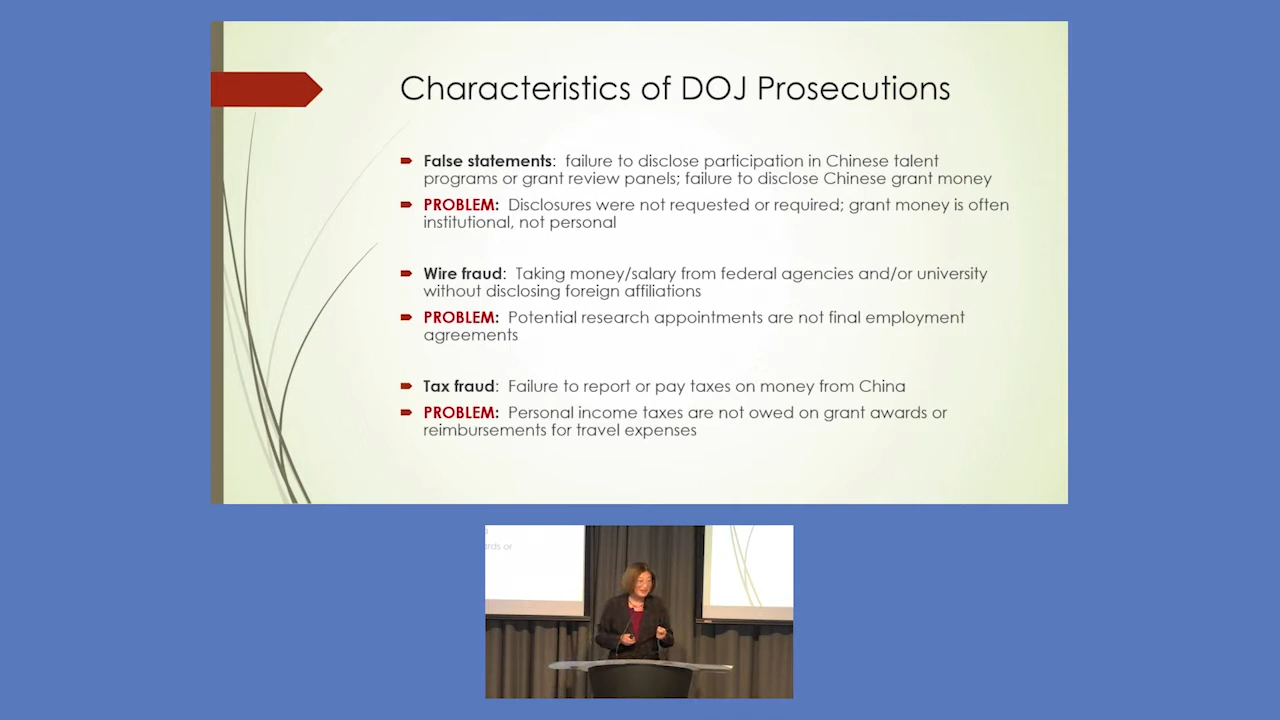 Characteristics of DOJ Prosecutions
False statements: failure to disclose participation in Chinese talent
programs or grant review panels; failure to disclose Chinese grant money
PROBLEM: Disclosures were not requested or required; grant money is often
institutional, not personal
Wire fraud: Taking money/salary from federal agencies and/or university
without disclosing foreign affiliations
PROBLEM: Potential research appointments are not final employment
agreements
Tax fraud: Failure to report or pay taxes on money from China
PROBLEM: Personal income taxes are not owed on grant awards or
reimbursements for travel expenses
ards or